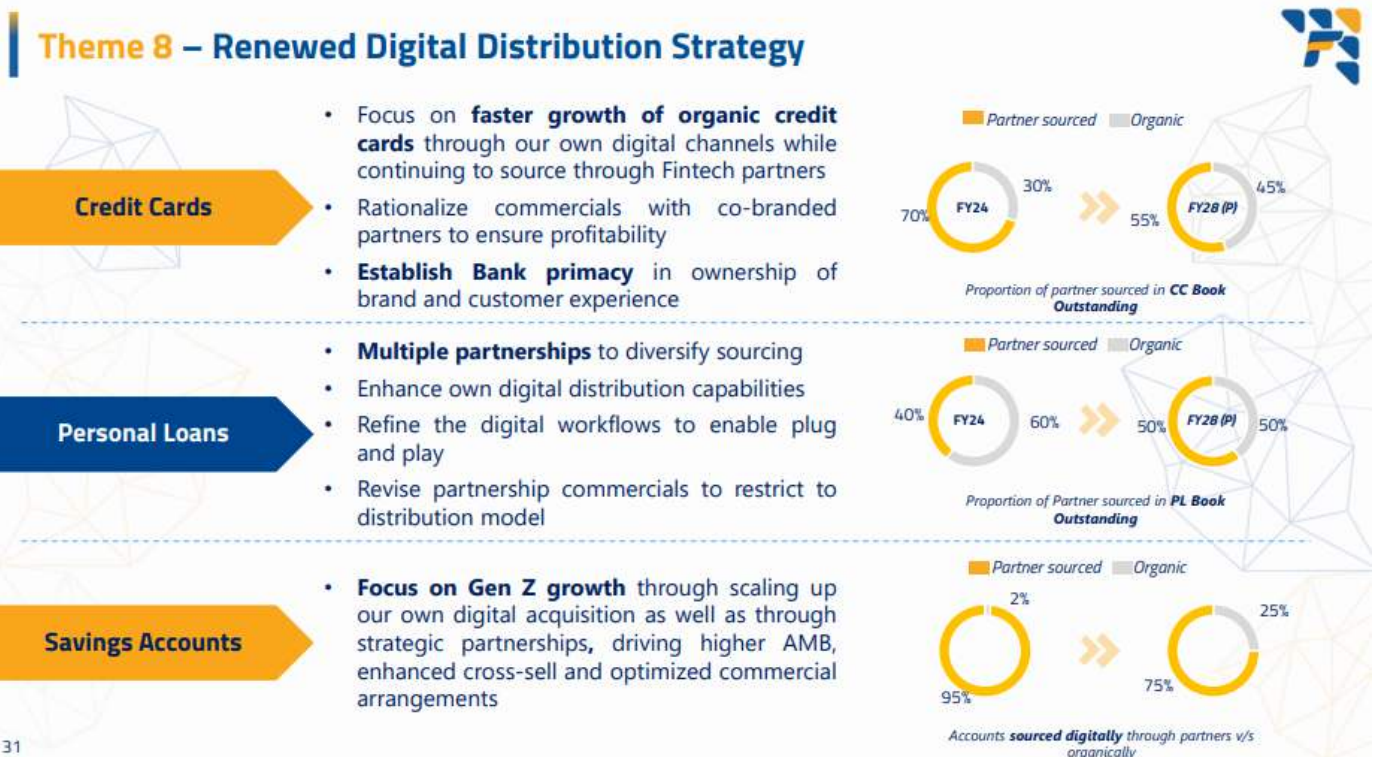 Theme 8 – Renewed Digital Distribution Strategy
Credit Cards
• Focus on faster growth of organic credit
cards through our own digital channels while
continuing to source through Fintech partners
• Rationalize commercials with co-branded
partners to ensure profitability
• Establish Bank primacy in ownership of
brand and customer experience
Partner sourced Organic
70% FY24 30%
55% FY28 (P) 45%
Proportion of partner sourced in CC Book
Outstanding
Personal Loans
• Multiple partnerships to diversify sourcing
• Enhance own digital distribution capabilities
• Refine the digital workflows to enable plug
and play
• Revise partnership commercials to restrict to
distribution model
Partner sourced Organic
40% FY24 60%
50% FY28 (P) 50%
Proportion of Partner sourced in PL Book
Outstanding
Savings Accounts
• Focus on Gen Z growth through scaling up
our own digital acquisition as well as through
strategic partnerships, driving higher AMB,
enhanced cross-sell and optimized commercial
arrangements
Partner sourced Organic
2%
95%
25%
75%
Accounts sourced digitally through partners v/s
organically
31